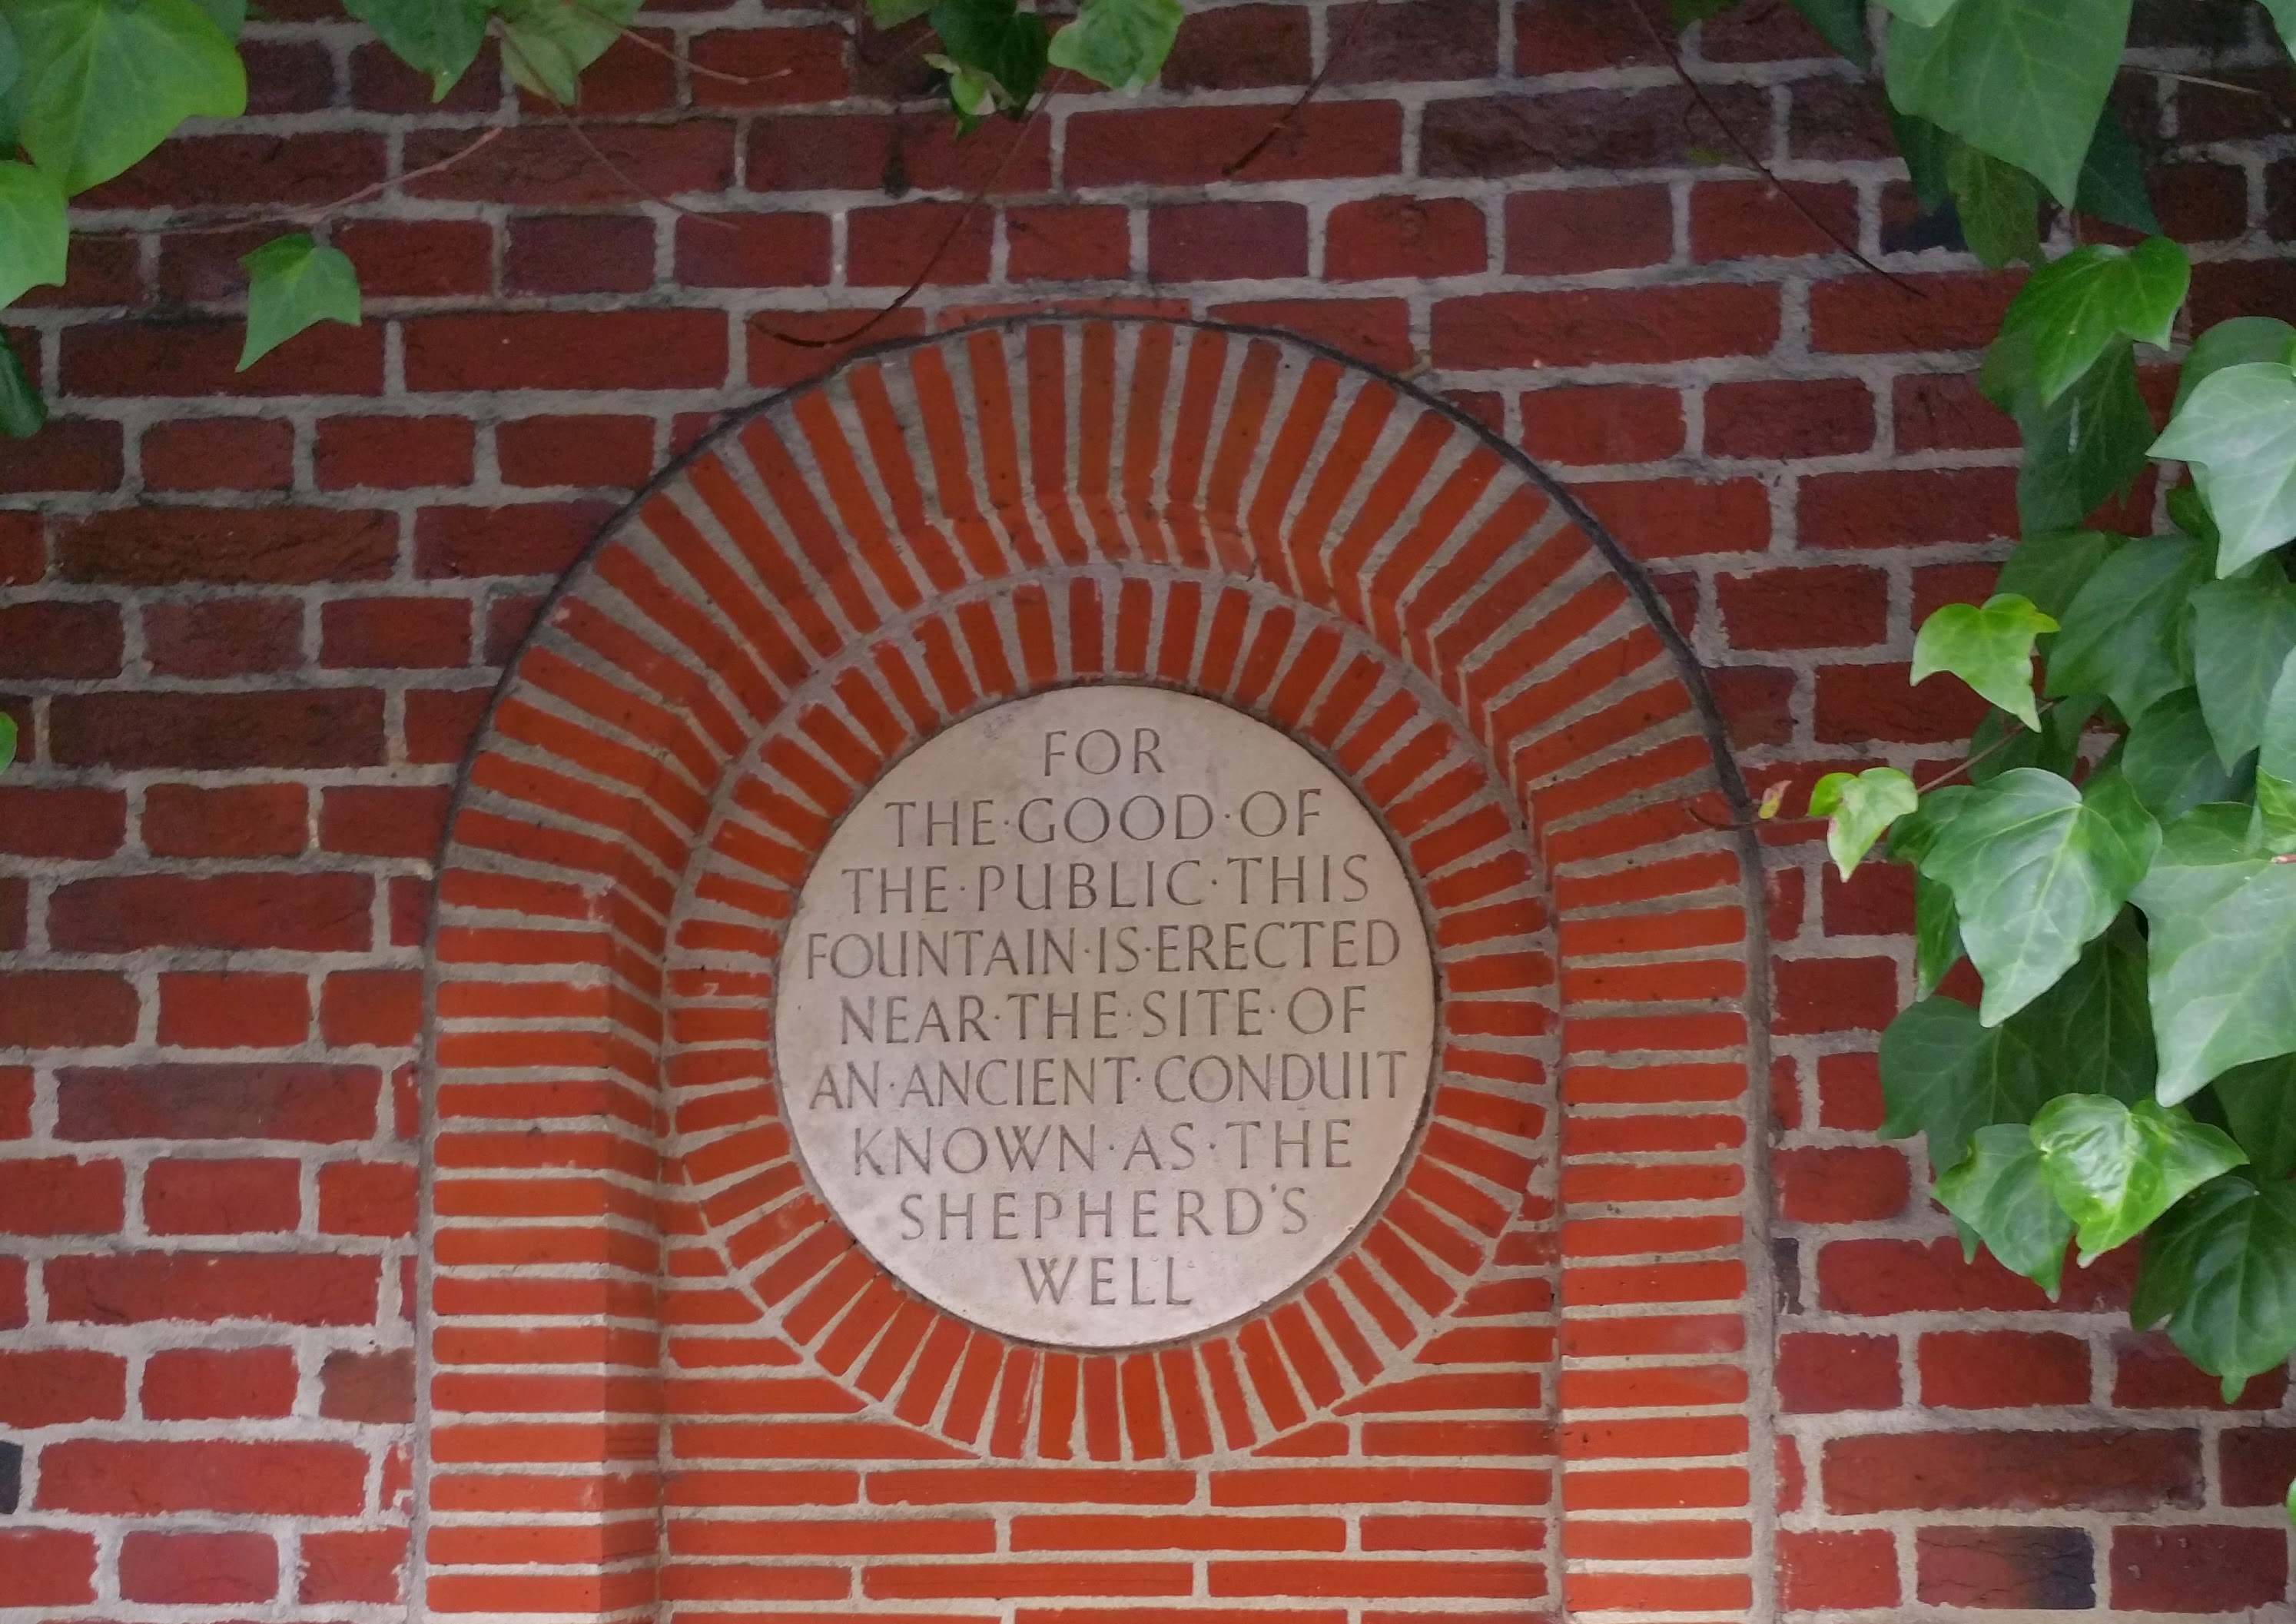 FOR
THE·GOOD·OF
THE·PUBLIC·THIS
FOUNTAIN·IS·ERECTED
NEAR·THE·SITE·OF
AN·ANCIENT·CONDUIT
KNOWN·AS·THE
SHEPHERD'S
WELL